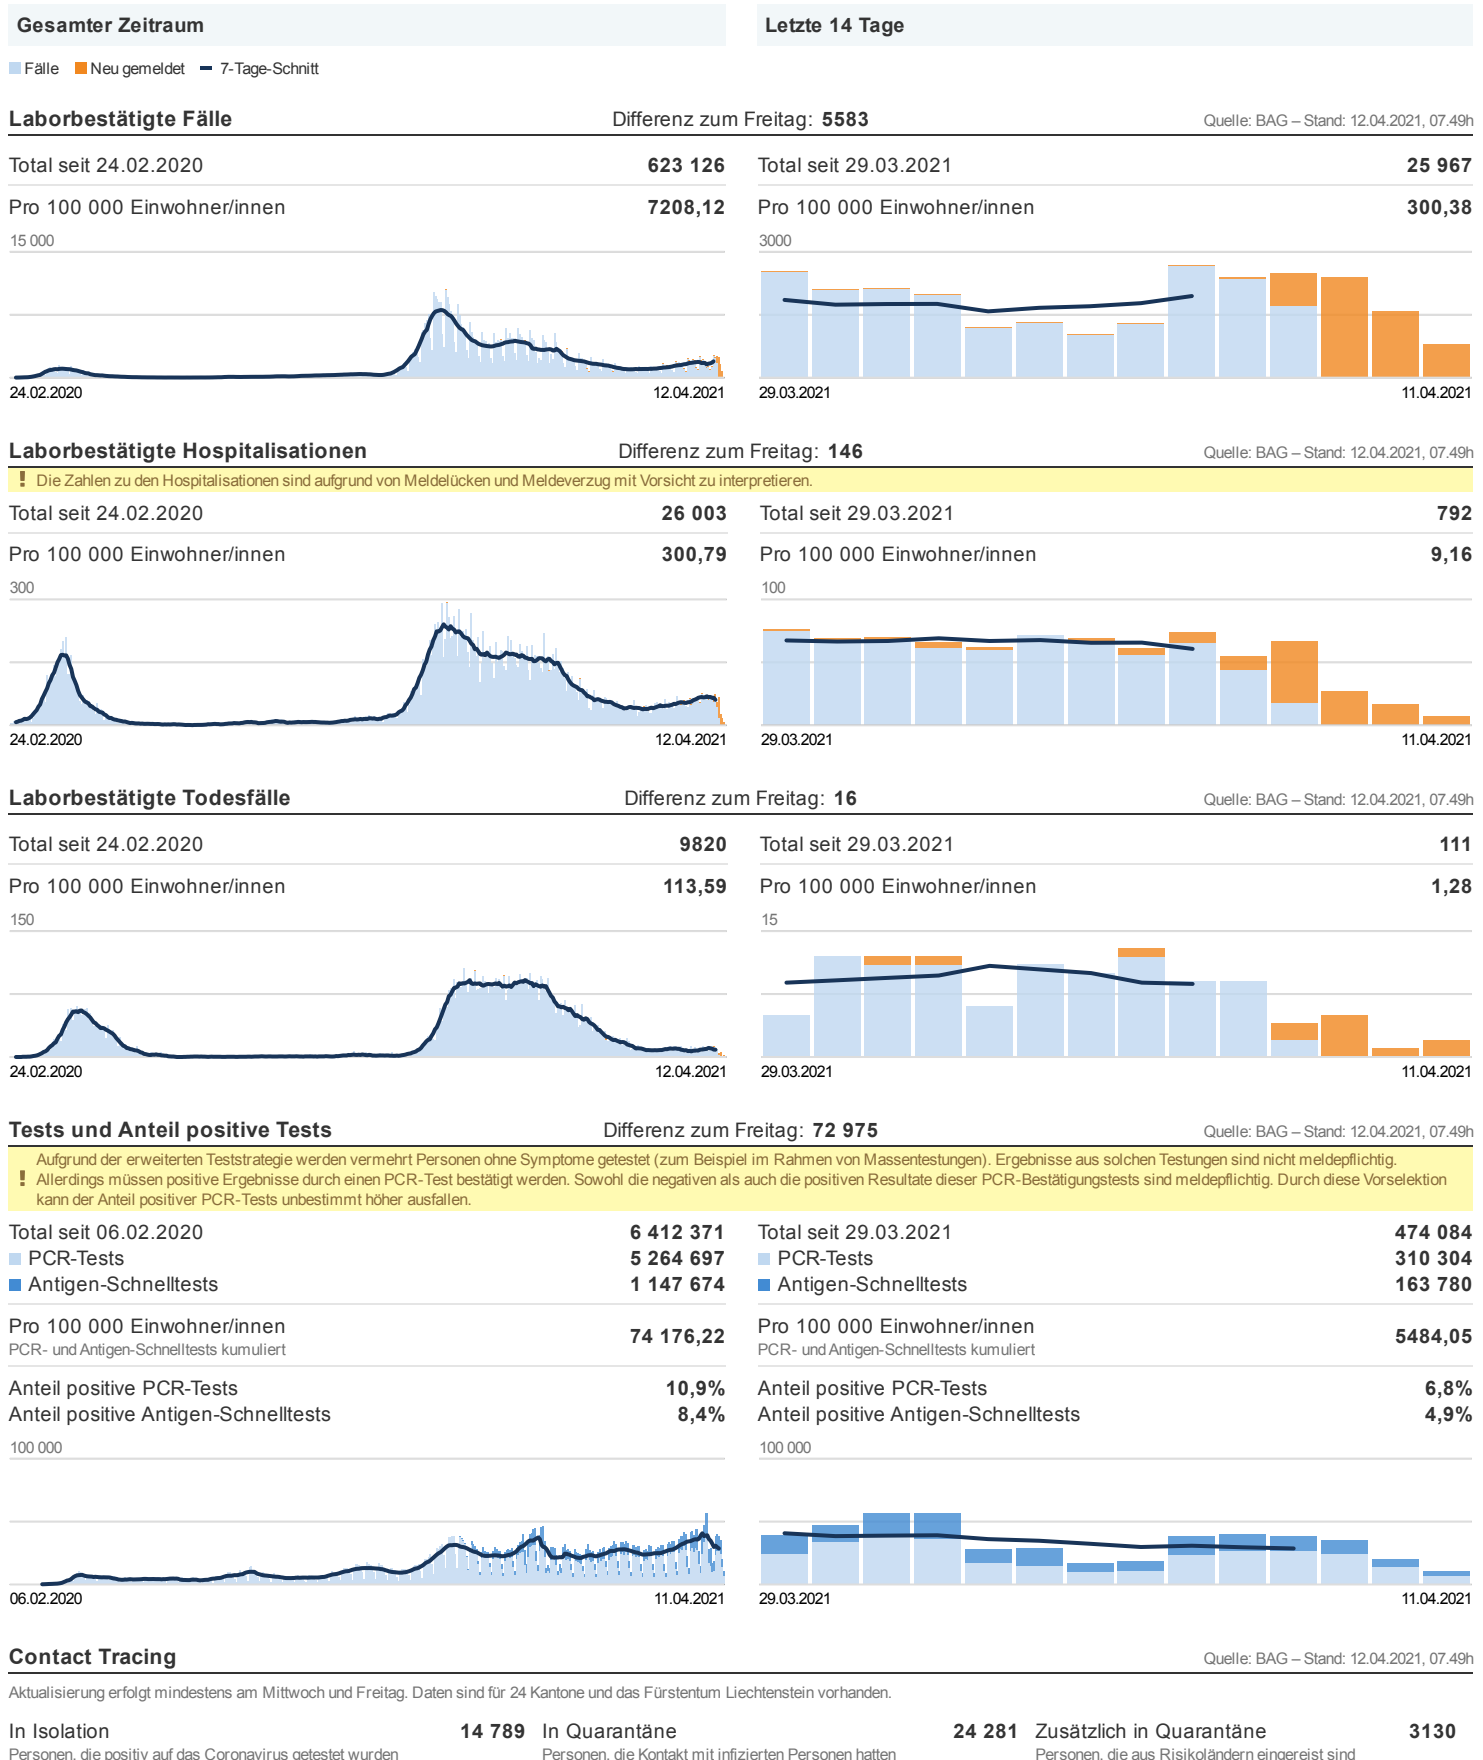 Gesamter Zeitraum
Letzte 14 Tage
Fälle Neu gemeldet 7-Tage-Schnitt
Laborbestätigte Fälle Differenz zum Freitag: 5583 Quelle: BAG – Stand: 12.04.2021, 07.49h
Total seit 24.02.2020 623 126
Pro 100 000 Einwohner/innen 7208,12
15 000
24.02.2020 12.04.2021
Total seit 29.03.2021 25 967
Pro 100 000 Einwohner/innen 300,38
3000
29.03.2021 11.04.2021
Laborbestätigte Hospitalisationen Differenz zum Freitag: 146 Quelle: BAG – Stand: 12.04.2021, 07.49h
! Die Zahlen zu den Hospitalisationen sind aufgrund von Meldelücken und Meldeverzug mit Vorsicht zu interpretieren.
Total seit 24.02.2020 26 003
Pro 100 000 Einwohner/innen 300,79
300
24.02.2020 12.04.2021
Total seit 29.03.2021 792
Pro 100 000 Einwohner/innen 9,16
100
29.03.2021 11.04.2021
Laborbestätigte Todesfälle Differenz zum Freitag: 16 Quelle: BAG – Stand: 12.04.2021, 07.49h
Total seit 24.02.2020 9820
Pro 100 000 Einwohner/innen 113,59
150
24.02.2020 12.04.2021
Total seit 29.03.2021 111
Pro 100 000 Einwohner/innen 1,28
15
29.03.2021 11.04.2021
Tests und Anteil positive Tests Differenz zum Freitag: 72 975 Quelle: BAG – Stand: 12.04.2021, 07.49h
Aufgrund der erweiterten Teststrategie werden vermehrt Personen ohne Symptome getestet (zum Beispiel im Rahmen von Massentestungen). Ergebnisse aus solchen Testungen sind nicht meldepflichtig.
! Allerdings müssen positive Ergebnisse durch einen PCR-Test bestätigt werden. Sowohl die negativen als auch die positiven Resultate dieser PCR-Bestätigungstests sind meldepflichtig. Durch diese Vorselektion
kann der Anteil positiver PCR-Tests unbestimmt höher ausfallen.
Total seit 06.02.2020 6 412 371
PCR-Tests 5 264 697
Antigen-Schnelltests 1 147 674
Pro 100 000 Einwohner/innen 74 176,22
PCR- und Antigen-Schnelltests kumuliert
Anteil positive PCR-Tests 10,9%
Anteil positive Antigen-Schnelltests 8,4%
100 000
06.02.2020 11.04.2021
Total seit 29.03.2021 474 084
PCR-Tests 310 304
Antigen-Schnelltests 163 780
Pro 100 000 Einwohner/innen 5484,05
PCR- und Antigen-Schnelltests kumuliert
Anteil positive PCR-Tests 6,8%
Anteil positive Antigen-Schnelltests 4,9%
100 000
29.03.2021 11.04.2021
Contact Tracing Quelle: BAG – Stand: 12.04.2021, 07.49h
Aktualisierung erfolgt mindestens am Mittwoch und Freitag. Daten sind für 24 Kantone und das Fürstentum Liechtenstein vorhanden.
In Isolation 14 789
Personen, die positiv auf das Coronavirus getestet wurden
In Quarantäne 24 281
Personen, die Kontakt mit infizierten Personen hatten
Zusätzlich in Quarantäne 3130
Personen, die aus Risikoländern eingereist sind